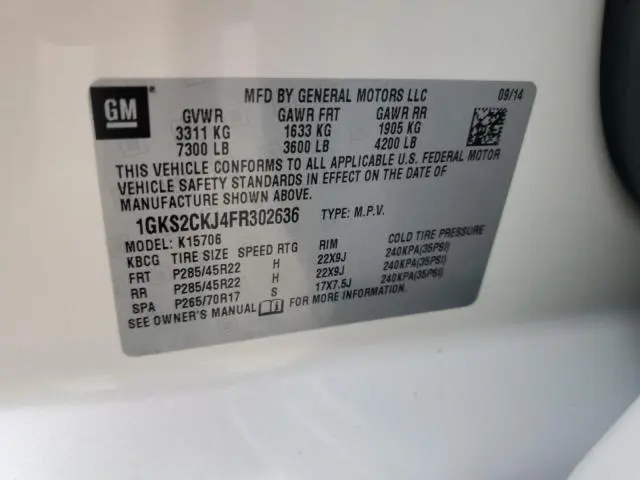 GM
MFD BY GENERAL MOTORS LLC 09/14
GVWR GAWR FRT GAWR RR
3311 KG 1633 KG 1905 KG
7300 LB 3600 LB 4200 LB
THIS VEHICLE CONFORMS TO ALL APPLICABLE U.S. FEDERAL MOTOR
VEHICLE SAFETY STANDARDS IN EFFECT ON THE DATE OF
MANUFACTURE SHOWN ABOVE.
1GKS2CKJ4FR302636 TYPE: M.P.V.
MODEL: K15706
KBCG TIRE SIZE SPEED RTG RIM COLD TIRE PRESSURE
FRT P285/45R22 H 22X9J 240KPA(35PSI)
RR P285/45R22 H 22X9J 240KPA(35PSI)
SPA P265/70R17 S 17X7.5J 240KPA(35PSI)
SEE OWNER'S MANUAL FOR MORE INFORMATION.